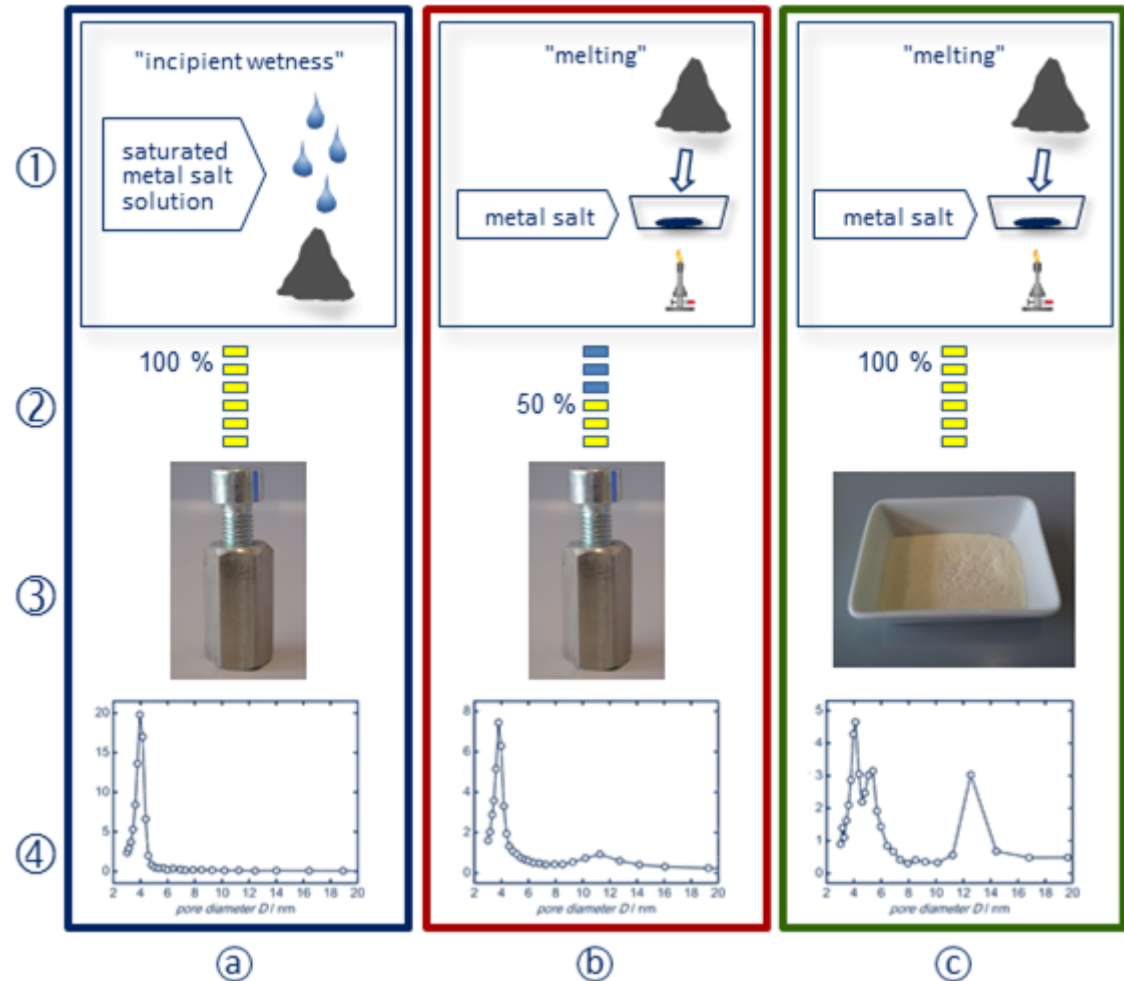 ①
"incipient wetness"
saturated
metal salt
solution
"melting"
metal salt
"melting"
metal salt
②
100 %
50 %
100 %
③
④
20
15
10
5
0
2 4 6 8 10 12 14 16 18 20
pore diameter D / nm
8
6
4
2
0
2 4 6 8 10 12 14 16 18 20
pore diameter D / nm
5
4
3
2
1
0
2 4 6 8 10 12 14 16 18 20
pore diameter D / nm
ⓐ
ⓑ
ⓒ